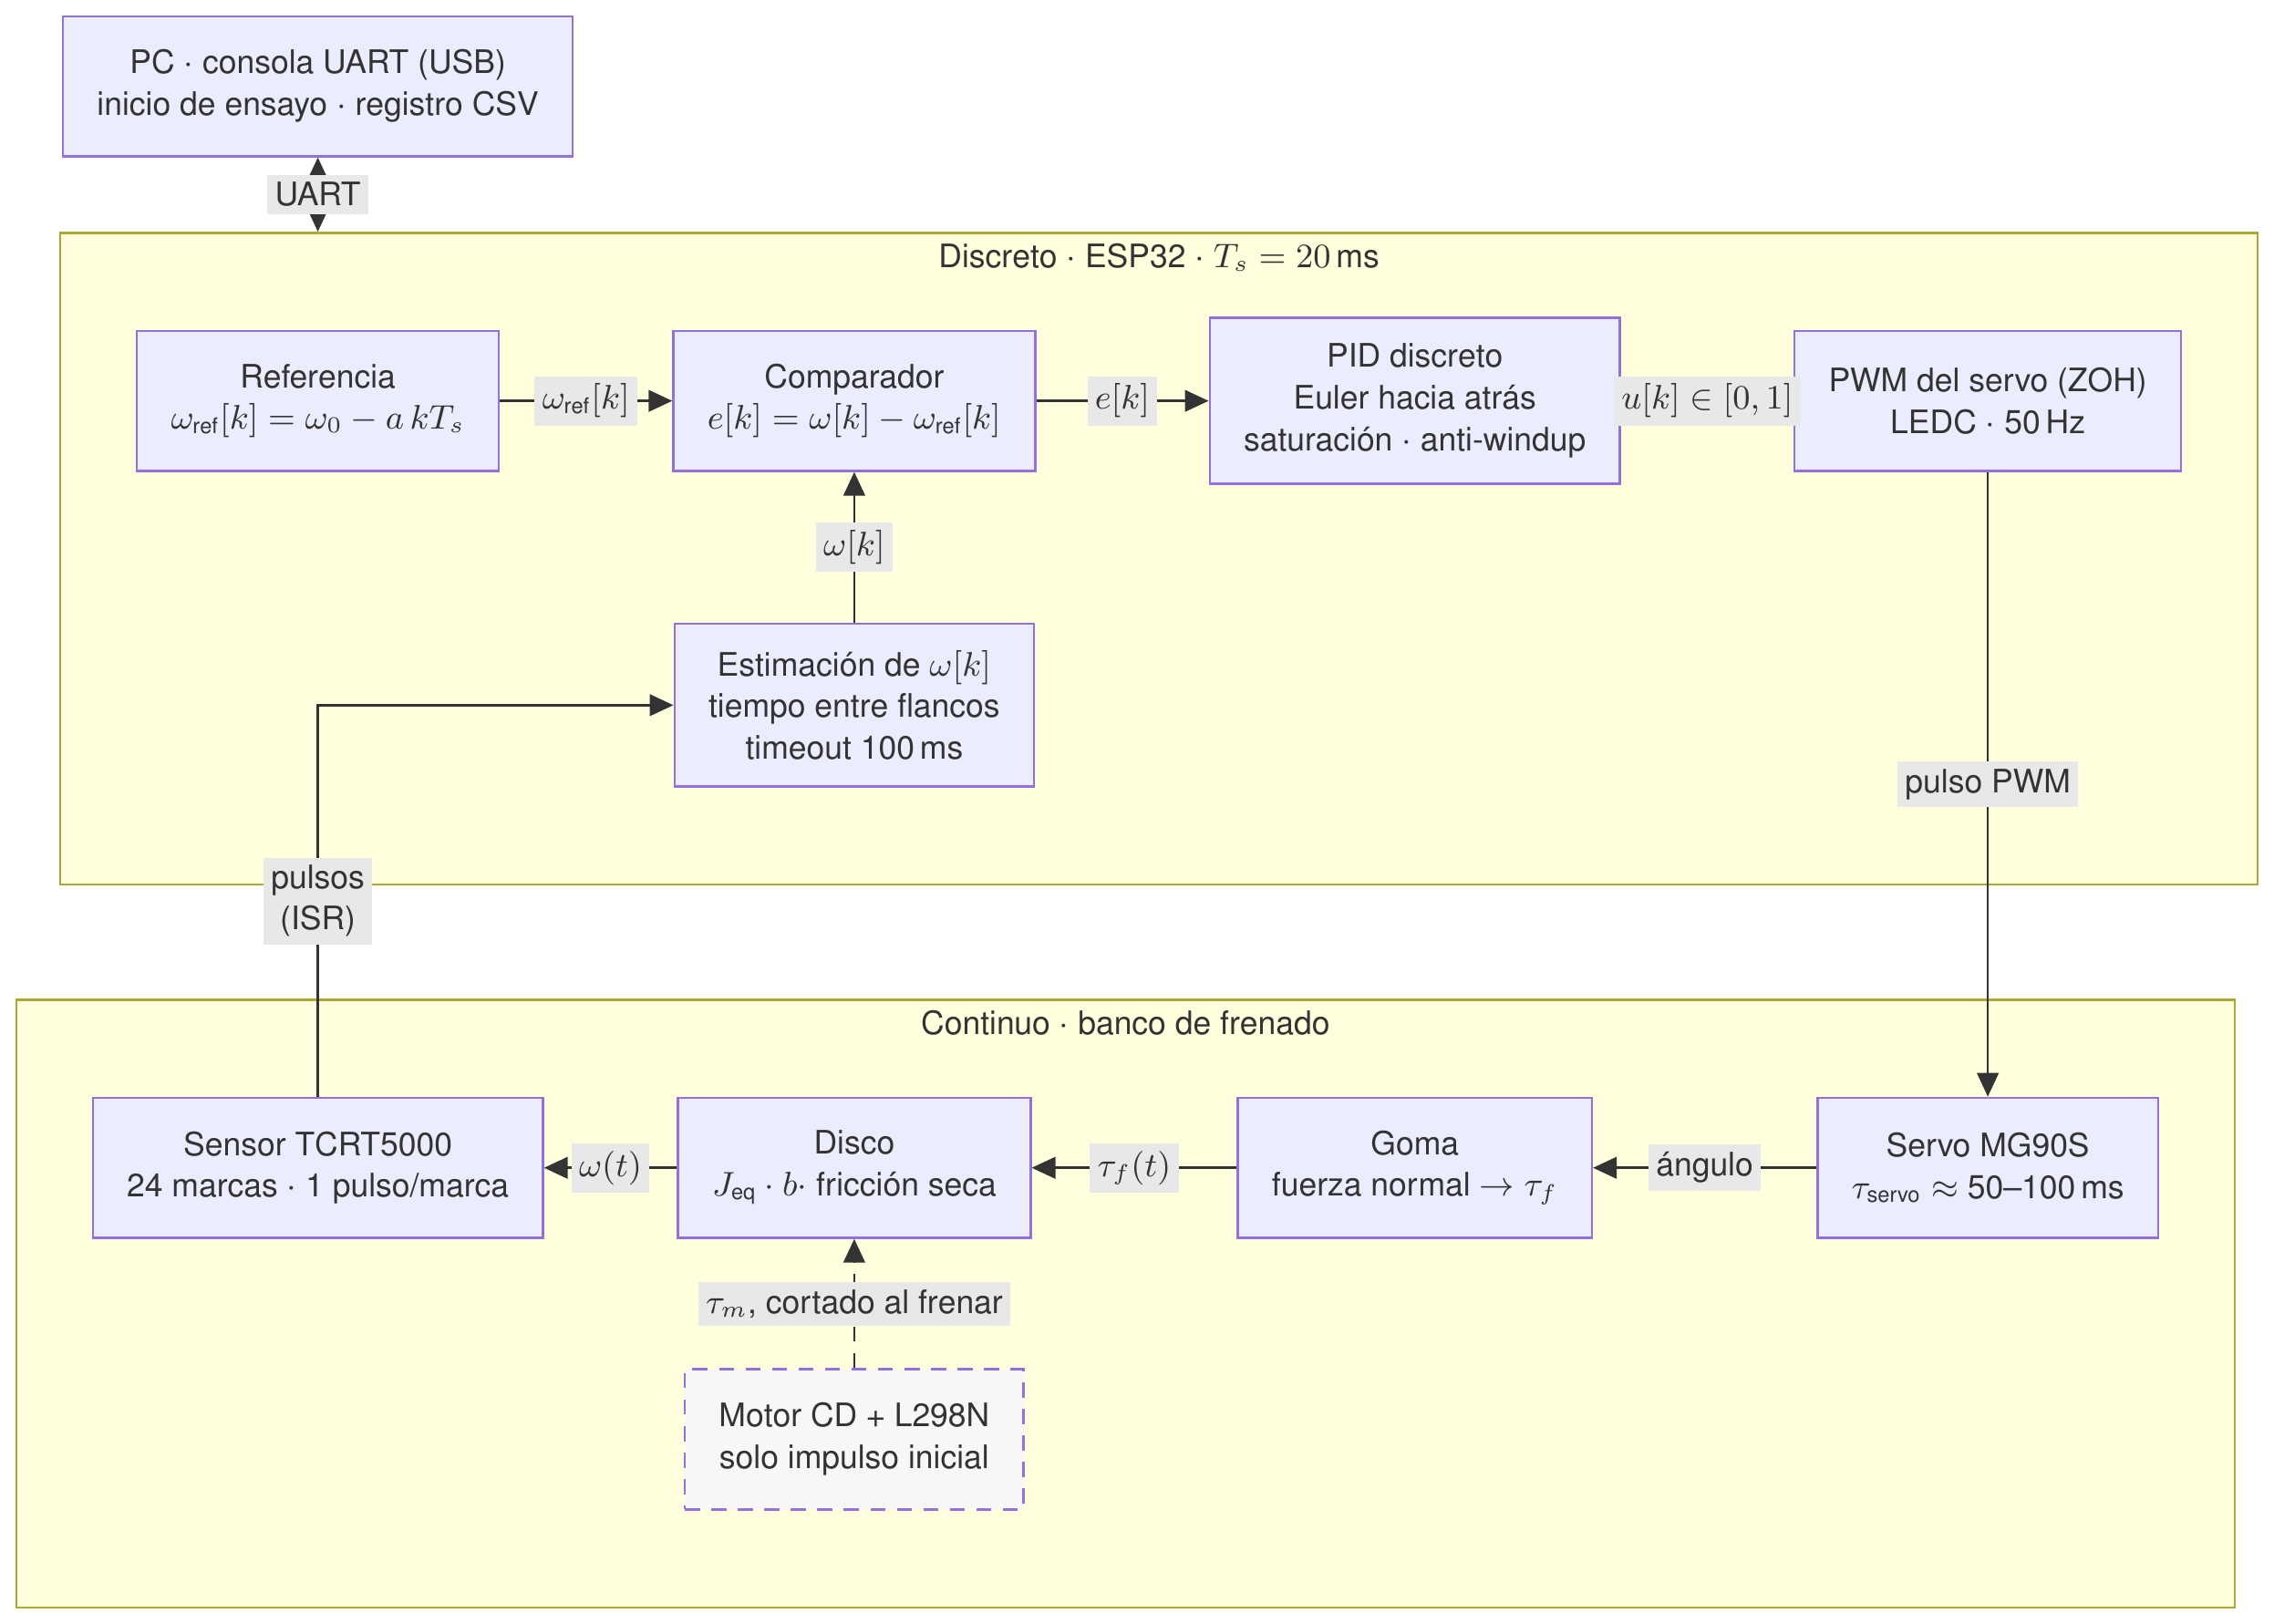 PC · consola UART (USB)
inicio de ensayo · registro CSV
UART
Discreto · ESP32 · $T_s = 20$ ms
Referencia
$\omega_{\text{ref}}[k] = \omega_0 - a\,kT_s$
$\omega_{\text{ref}}[k]$
Comparador
$e[k] = \omega[k] - \omega_{\text{ref}}[k]$
$e[k]$
PID discreto
Euler hacia atrás
saturación · anti-windup
$u[k] \in [0, 1]$
PWM del servo (ZOH)
LEDC · 50 Hz
$\omega[k]$
Estimación de $\omega[k]$
tiempo entre flancos
timeout 100 ms
pulso PWM
pulsos
(ISR)
Continuo · banco de frenado
Sensor TCRT5000
24 marcas · 1 pulso/marca
$\omega(t)$
Disco
$J_{\text{eq}}$ · $b$· fricción seca
$\tau_f(t)$
Goma
fuerza normal → $\tau_f$
ángulo
Servo MG90S
$\tau_{\text{servo}} \approx$ 50–100 ms
$\tau_m$, cortado al frenar
Motor CD + L298N
solo impulso inicial